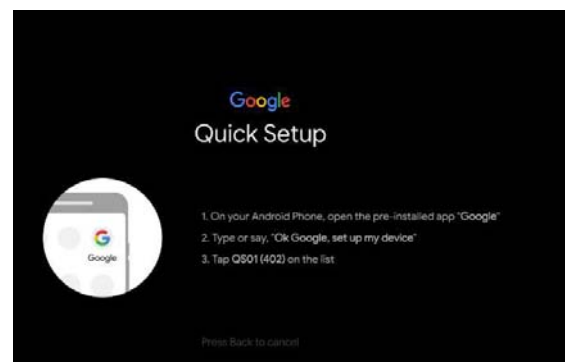 Google
Quick Setup
1. On your Android Phone, open the pre-installed app "Google"
2. Type or say, "Ok Google, set up my device"
3. Tap QS01 (402) on the list
Google
Press Back to cancel